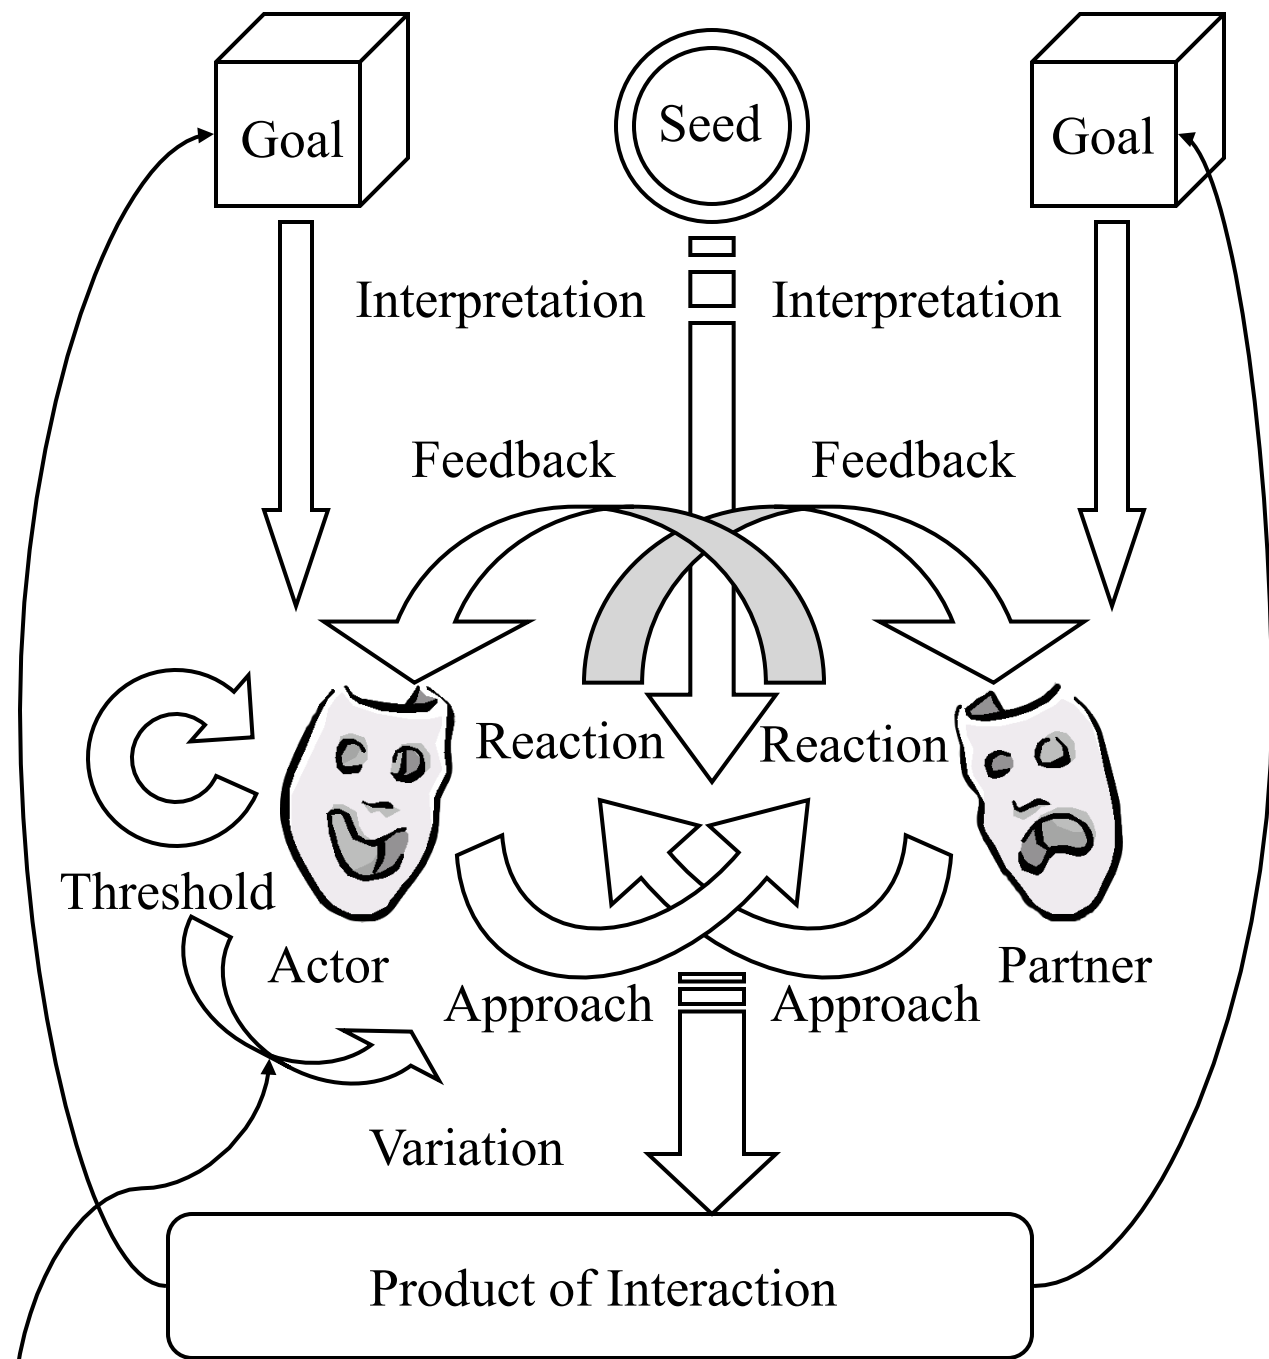 Goal
Seed
Goal
Interpretation
Interpretation
Feedback
Feedback
Reaction
Reaction
Threshold
Actor
Partner
Approach
Approach
Variation
Product of Interaction